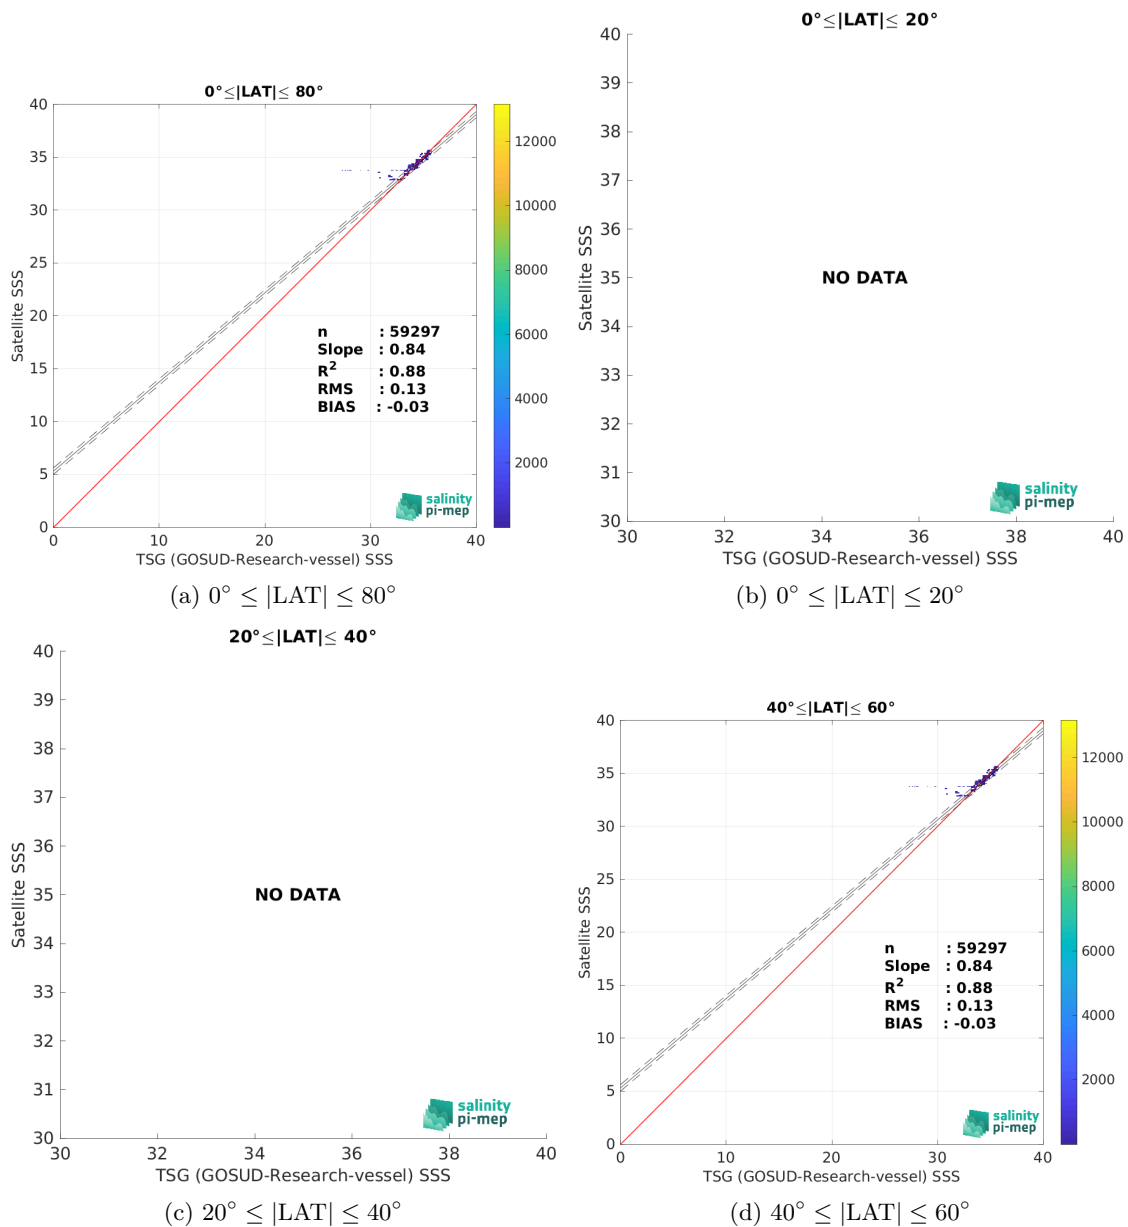 0°≤|LAT|≤ 80°
40
35
30
25
20
15
10
5
0
Satellite SSS
n : 59297
Slope : 0.84
R² : 0.88
RMS : 0.13
BIAS : -0.03
salinity
pi-mep
0 10 20 30 40
TSG (GOSUD-Research-vessel) SSS
12000
10000
8000
6000
4000
2000
(a) 0° ≤ |LAT| ≤ 80°
0°≤|LAT|≤ 20°
40
39
38
37
36
35
34
33
32
31
30
Satellite SSS
NO DATA
salinity
pi-mep
30 32 34 36 38 40
TSG (GOSUD-Research-vessel) SSS
(b) 0° ≤ |LAT| ≤ 20°
20°≤|LAT|≤ 40°
40
39
38
37
36
35
34
33
32
31
30
Satellite SSS
NO DATA
salinity
pi-mep
30 32 34 36 38 40
TSG (GOSUD-Research-vessel) SSS
(c) 20° ≤ |LAT| ≤ 40°
40°≤|LAT|≤ 60°
40
35
30
25
20
15
10
5
0
Satellite SSS
n : 59297
Slope : 0.84
R² : 0.88
RMS : 0.13
BIAS : -0.03
salinity
pi-mep
0 10 20 30 40
TSG (GOSUD-Research-vessel) SSS
12000
10000
8000
6000
4000
2000
(d) 40° ≤ |LAT| ≤ 60°